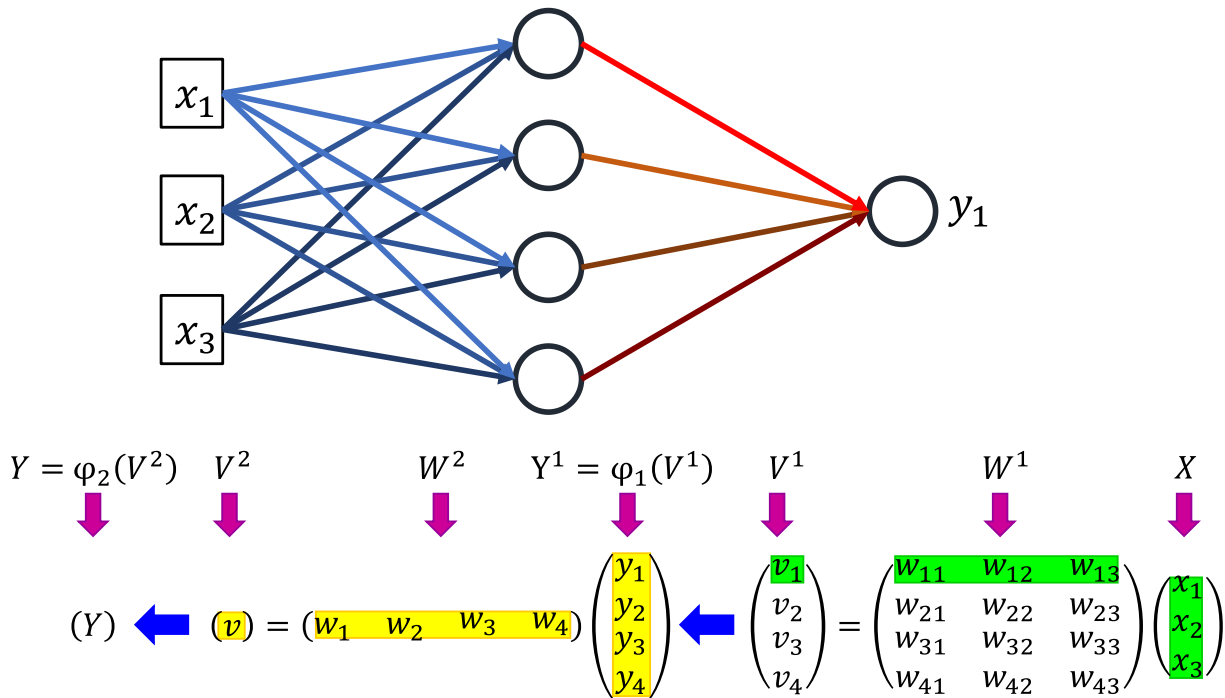 x₁
x₂
x₃
y₁
Y = φ₂(V²) V² W² Y¹ = φ₁(V¹) V¹ W¹ X
(Y) (v) = (w₁ w₂ w₃ w₄) (y₁ y₂ y₃ y₄) (v₁ v₂ v₃ v₄) = (w₁₁ w₁₂ w₁₃
w₂₁ w₂₂ w₂₃
w₃₁ w₃₂ w₃₃
w₄₁ w₄₂ w₄₃) (x₁ x₂ x₃)